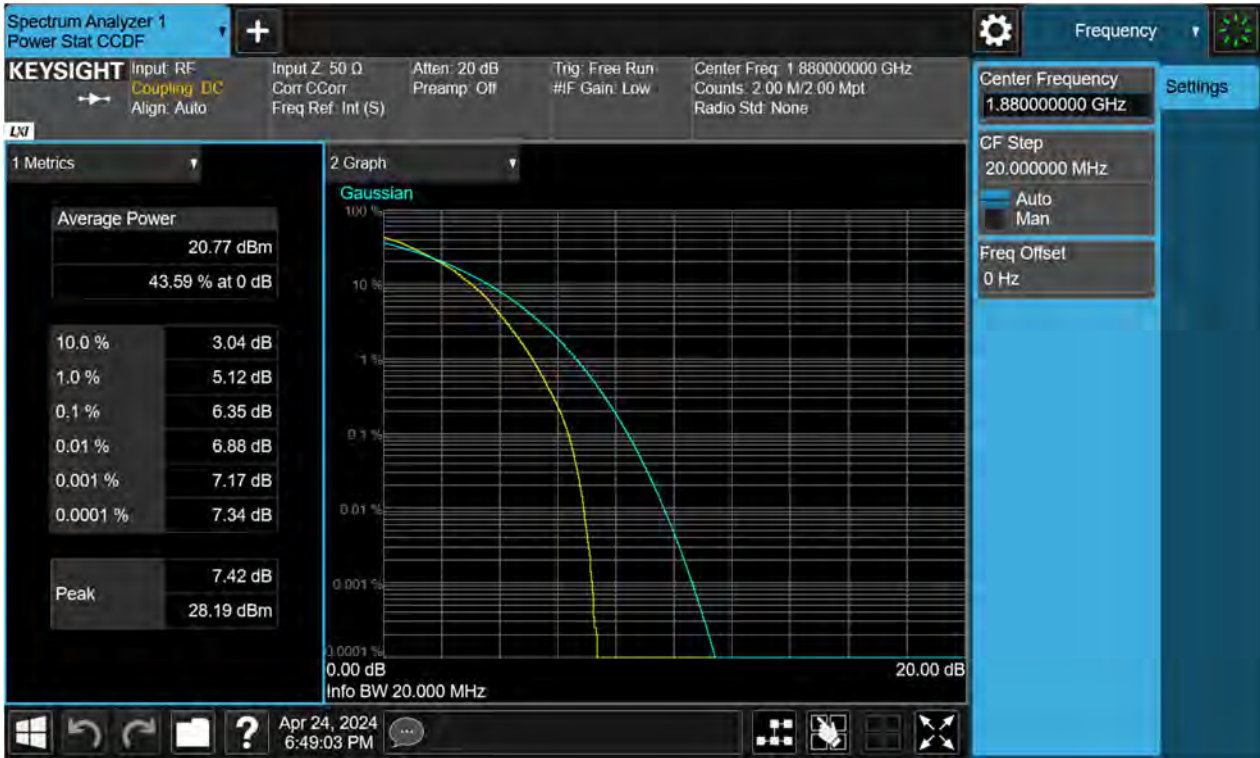 Spectrum Analyzer 1
Power Stat CCDF
Frequency
KEYSIGHT
Input: RF
Coupling: DC
Align: Auto
Input Z: 50 Ω
Corr CCorr
Freq Ref: Int (S)
Atten: 20 dB
Preamp: Off
Trig: Free Run
#IF Gain: Low
Center Freq: 1.880000000 GHz
Counts: 2.00 M/2.00 Mpt
Radio Std: None
LXI
Center Frequency
1.880000000 GHz
Settings
CF Step
20.000000 MHz
Auto
Man
Freq Offset
0 Hz
1 Metrics
Average Power
20.77 dBm
43.59 % at 0 dB
10.0 % 3.04 dB
1.0 % 5.12 dB
0.1 % 6.35 dB
0.01 % 6.88 dB
0.001 % 7.17 dB
0.0001 % 7.34 dB
Peak
7.42 dB
28.19 dBm
2 Graph
Gaussian
100 %
10 %
1 %
0.1 %
0.01 %
0.001 %
0.0001 %
0.00 dB 20.00 dB
Info BW 20.000 MHz
?
Apr 24, 2024
6:49:03 PM